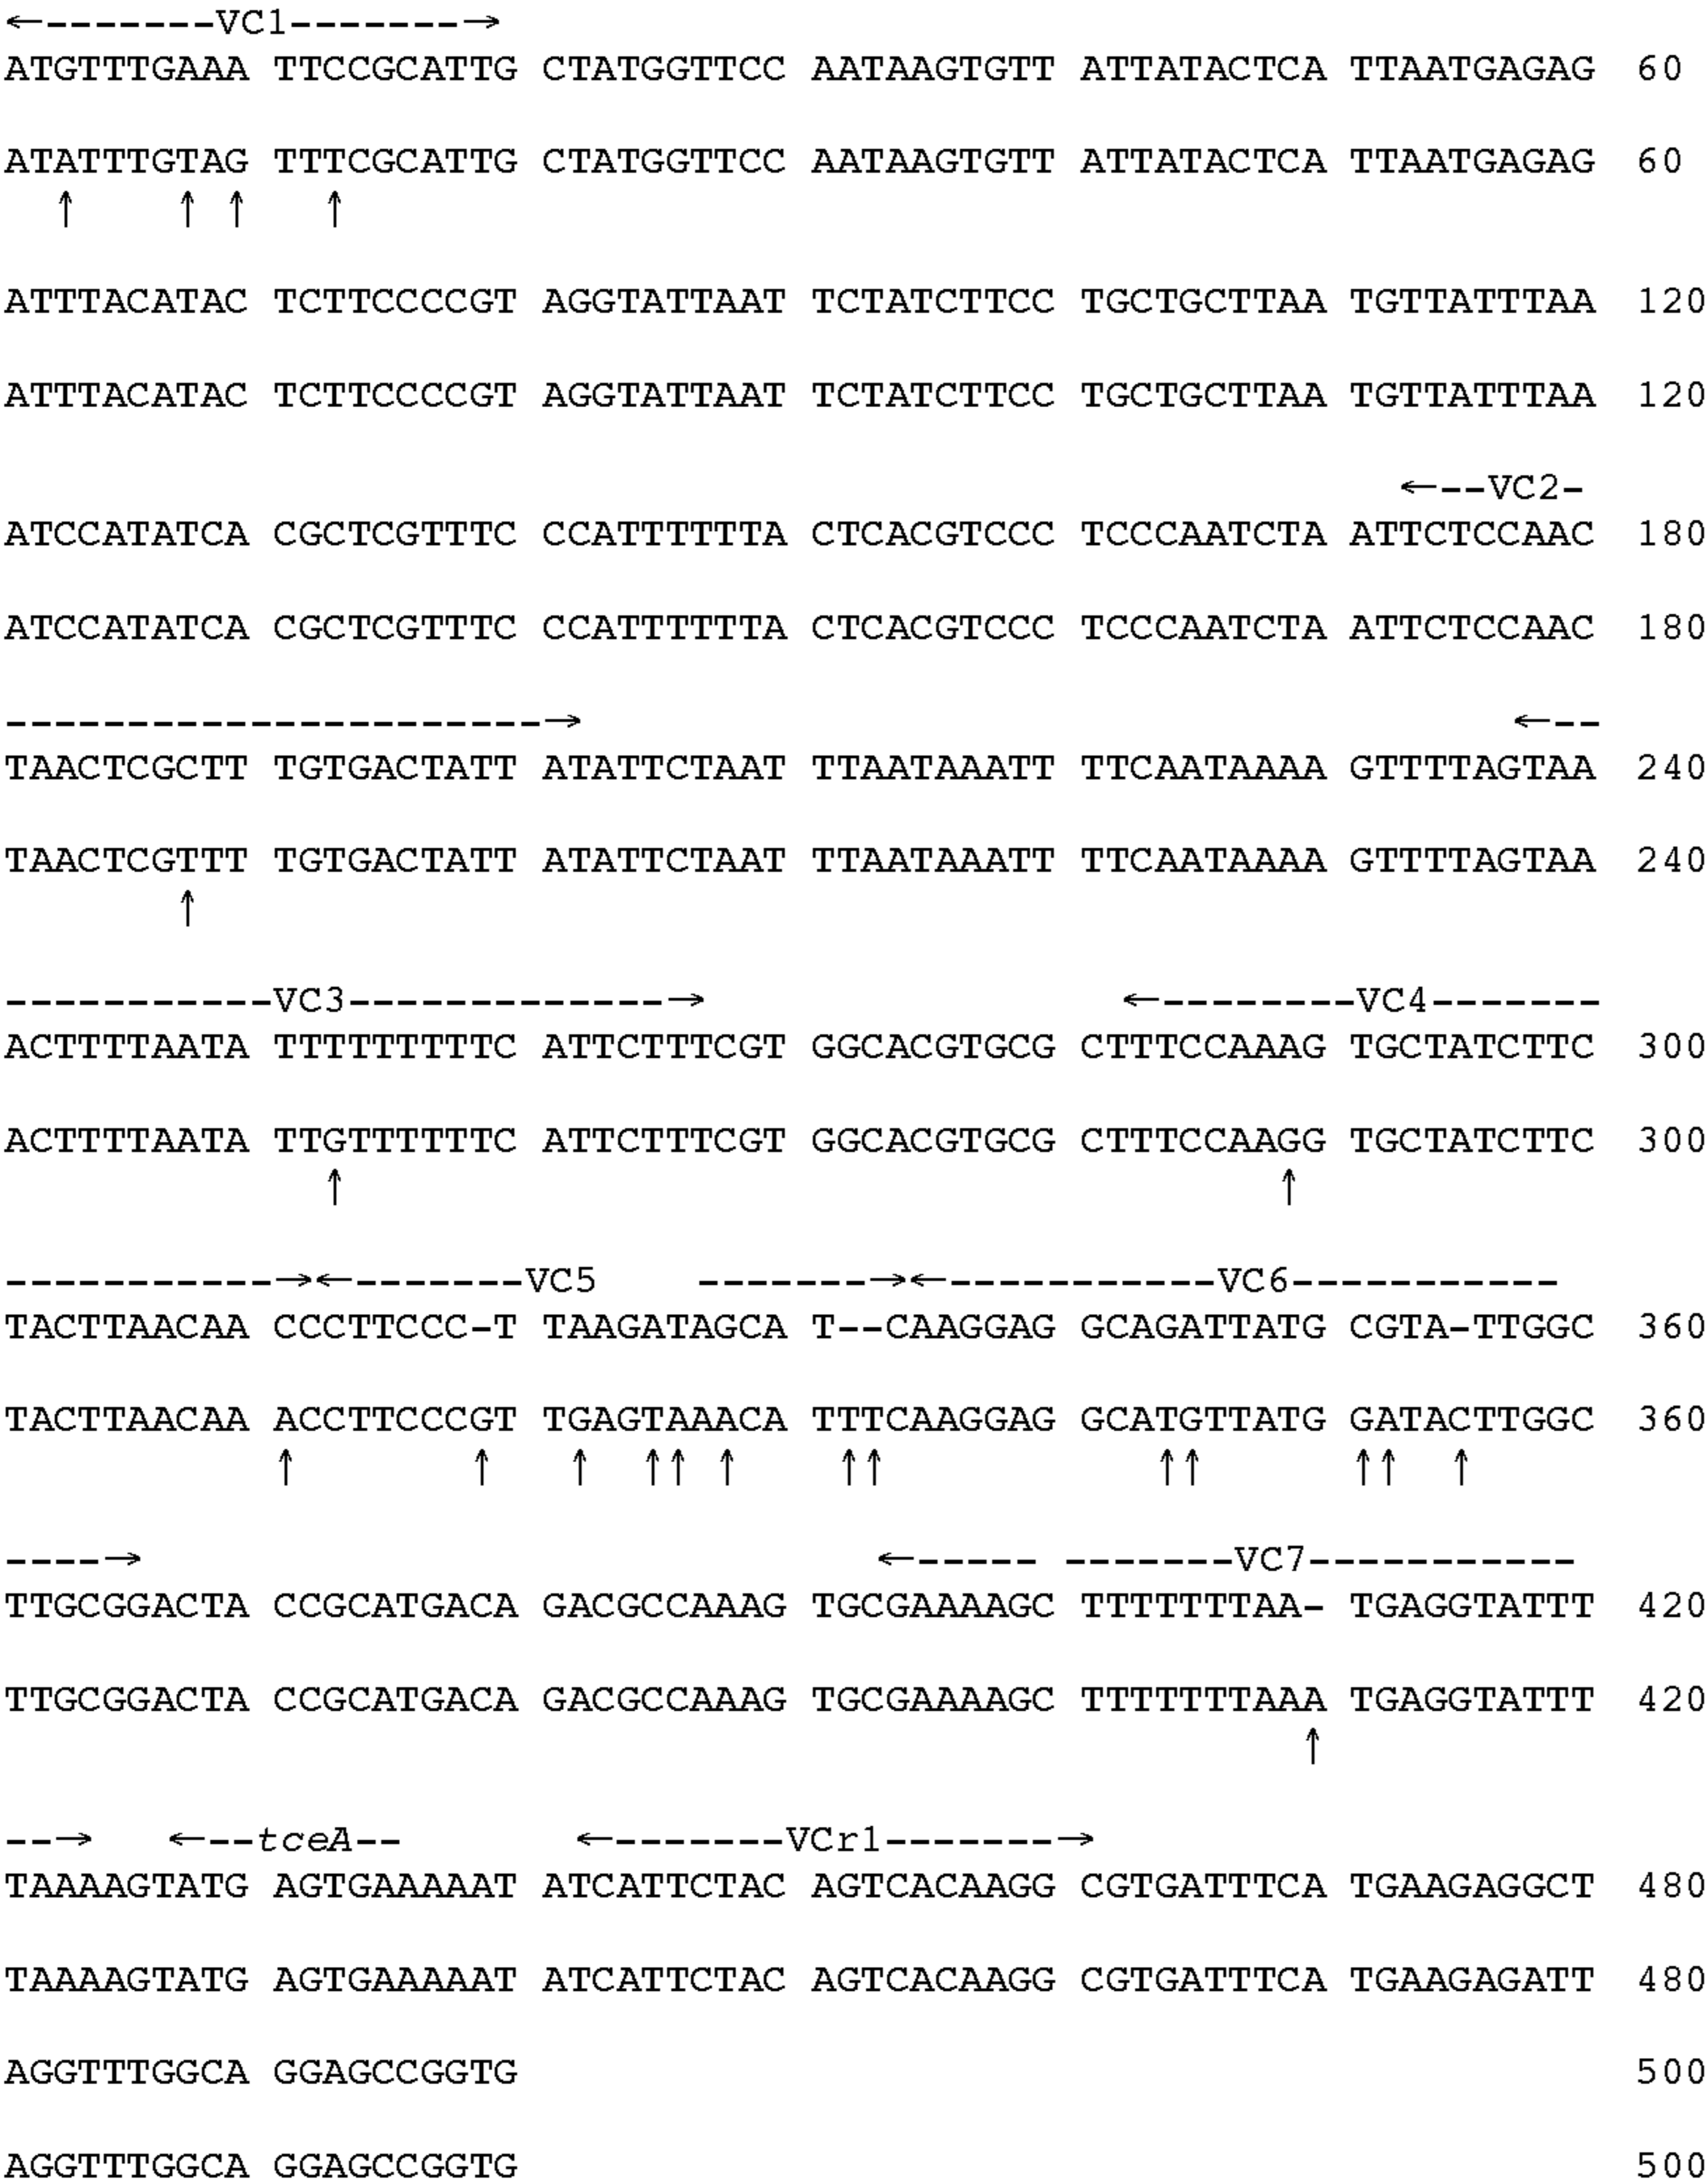 ←-------VC1-------→
ATGTTTGAAA TTCCGCATTG CTATGGTTCC AATAAGTGTT ATTATACTCA TTAATGAGAG 60
ATATTTGTAG TTTCGCATTG CTATGGTTCC AATAAGTGTT ATTATACTCA TTAATGAGAG 60
↑ ↑ ↑ ↑
ATTTACATAC TCTTCCCCGT AGGTATTAAT TCTATCTTCC TGCTGCTTAA TGTTATTTAA 120
ATTTACATAC TCTTCCCCGT AGGTATTAAT TCTATCTTCC TGCTGCTTAA TGTTATTTAA 120
←--VC2-
ATCCATATCA CGCTCGTTTC CCATTTTTTA CTCACGTCCC TCCCAATCTA ATTCTCCAAC 180
ATCCATATCA CGCTCGTTTC CCATTTTTTA CTCACGTCCC TCCCAATCTA ATTCTCCAAC 180
----------------------→ ←--
TAACTCGCTT TGTGACTATT ATATTCTAAT TTAATAAATT TTCAATAAAA GTTTTAGTAA 240
TAACTCGTTT TGTGACTATT ATATTCTAAT TTAATAAATT TTCAATAAAA GTTTTAGTAA 240
↑
-----------VC3-------------→ ←--------VC4-------
ACTTTTAATA TTTTTTTTTC ATTCTTTCGT GGCACGTGCG CTTTCCAAAG TGCTATCTTC 300
ACTTTTAATA TTGTTTTTTC ATTCTTTCGT GGCACGTGCG CTTTCCAAGG TGCTATCTTC 300
↑ ↑
-----------→←-------VC5 -------→←-----------VC6-----------
TACTTAACAA CCCTTCCC-T TAAGATAGCA T--CAAGGAG GCAGATTATG CGTA-TTGGC 360
TACTTAACAA ACCTTCCCGT TGAGTAAACA TTTCAAGGAG GCATGTTATG GATACTTGGC 360
↑ ↑ ↑ ↑ ↑ ↑ ↑ ↑ ↑ ↑ ↑ ↑ ↑
----→ ←----- -------VC7-----------
TTGCGGACTA CCGCATGACA GACGCCAAAG TGCGAAAAGC TTTTTTTAA- TGAGGTATTT 420
TTGCGGACTA CCGCATGACA GACGCCAAAG TGCGAAAAGC TTTTTTTAAA TGAGGTATTT 420
↑
--→ ←--tceA-- ←-------VCr1-------→
TAAAAGTATG AGTGAAAAAT ATCATTCTAC AGTCACAAGG CGTGATTTCA TGAAGAGGCT 480
TAAAAGTATG AGTGAAAAAT ATCATTCTAC AGTCACAAGG CGTGATTTCA TGAAGAGATT 480
AGGTTTGGCA GGAGCCGGTG 500
AGGTTTGGCA GGAGCCGGTG 500